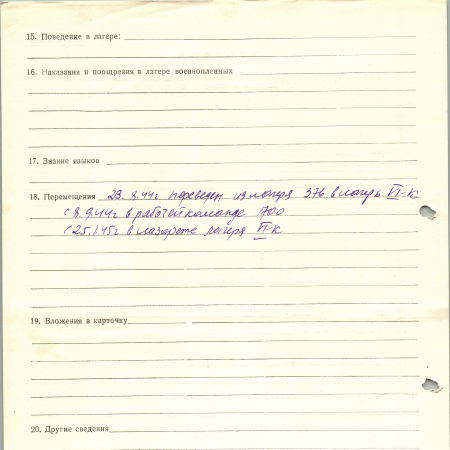 15. Поведение в лагере:
16. Наказания и поощрения в лагере военнопленных
17. Знание языков
18. Перемещения 23.8.44г переведен из лагеря 376 в лагерь VI-K
с 8.9.44г в рабочей команде 1700
с 25.1.45г в лазарете лагеря VI-K
19. Вложения в карточку
20. Другие сведения